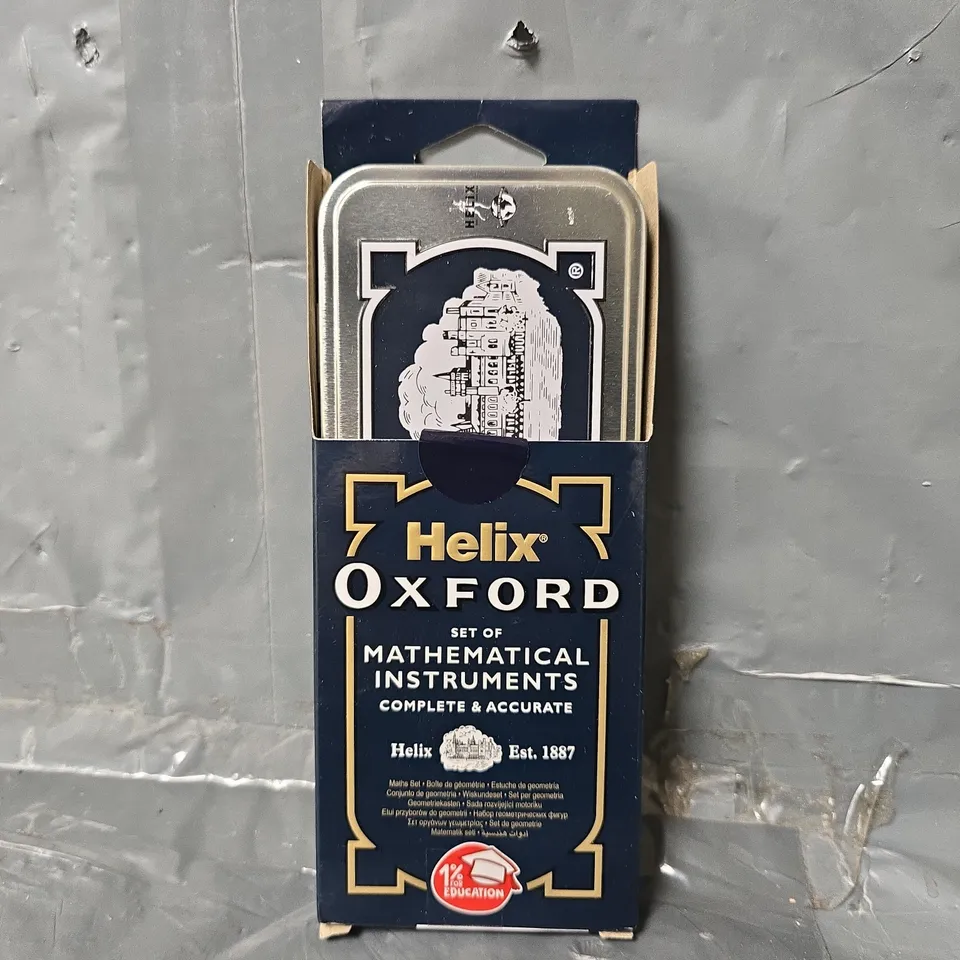 HELIX
®
Helix®
OXFORD
SET OF
MATHEMATICAL
INSTRUMENTS
COMPLETE & ACCURATE
Helix Est. 1887
Maths Set • Boîte de géométrie • Estuche de geometria
Conjunto de geometria • Wiskundeset • Set per geometria
Geometriekasten • Sada rozvíjející motoriku
Etui przyborów do geometrii • Набор геометрических фигур
Σετ οργάνων γεωμετρίας • Set de geometrie
Matematik seti • أدوات هندسية
1%
FOR
EDUCATION